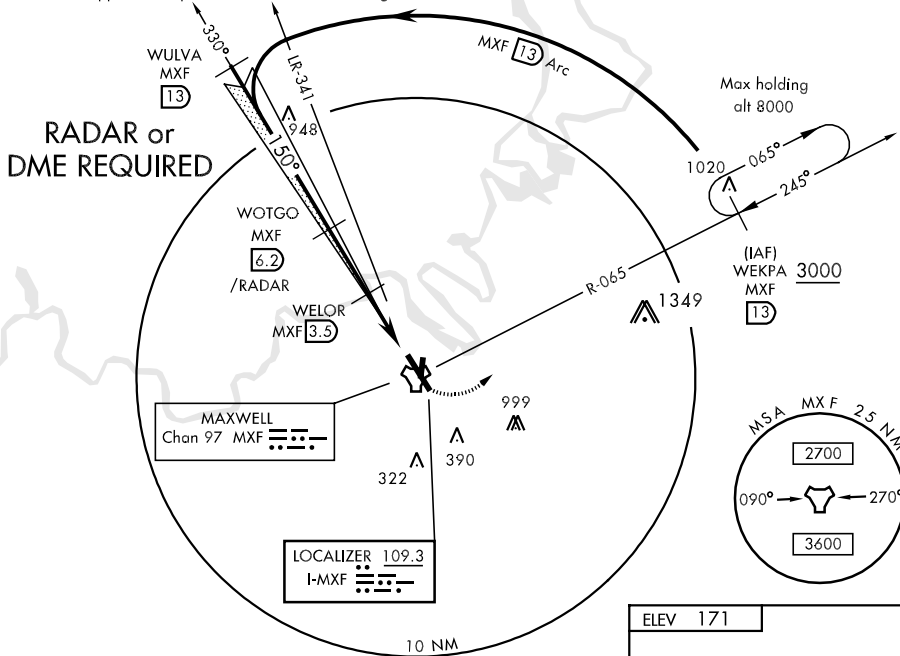 330°
WULVA
MXF
13
LR-341
MXF 13 Arc
Max holding
alt 8000
948
RADAR or
DME REQUIRED
150°
1020
065°
245°
WOTGO
MXF
6.2
/RADAR
(IAF)
WEKPA
MXF
13
3000
R-065
WELOR
MXF 3.5
1349
MAXWELL
Chan 97 MXF
999
390
322
MSA MXF 25 NM
2700
090°
270°
3600
LOCALIZER 109.3
I-MXF
10 NM
ELEV 171